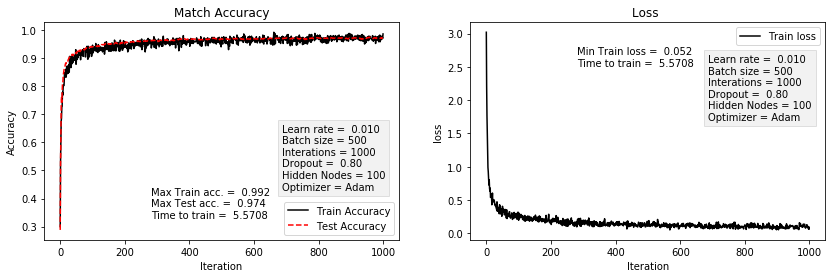 Match Accuracy
1.0
0.9
0.8
0.7
0.6
0.5
0.4
0.3
Accuracy
Learn rate =  0.010
Batch size = 500
Interations = 1000
Dropout =  0.80
Hidden Nodes = 100
Optimizer = Adam
Max Train acc. =  0.992
Max Test acc. =  0.974
Time to train =  5.5708
Train Accuracy
Test Accuracy
0 200 400 600 800 1000
Iteration
Loss
3.0
2.5
2.0
1.5
1.0
0.5
0.0
loss
Train loss
Min Train loss =  0.052
Time to train =  5.5708
Learn rate =  0.010
Batch size = 500
Interations = 1000
Dropout =  0.80
Hidden Nodes = 100
Optimizer = Adam
0 200 400 600 800 1000
Iteration